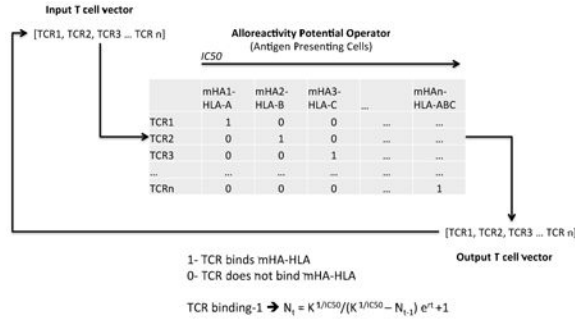 Input T cell vector
[TCR1, TCR2, TCR3 ... TCR n]
Alloreactivity Potential Operator
(Antigen Presenting Cells)
IC50
mHA1-HLA-A mHA2-HLA-B mHA3-HLA-C ... mHAn-HLA-ABC
TCR1 1 0 0 ... ...
TCR2 0 1 0 ... ...
TCR3 0 0 1 ... ...
... ... ... ... ... ...
TCRn 0 0 0 ... 1
[TCR1, TCR2, TCR3 ... TCR n]
Output T cell vector
1- TCR binds mHA-HLA
0- TCR does not bind mHA-HLA
TCR binding-1 ➔ Nt = K^1/IC50/(K^1/IC50 – Nt-1) e^rt +1